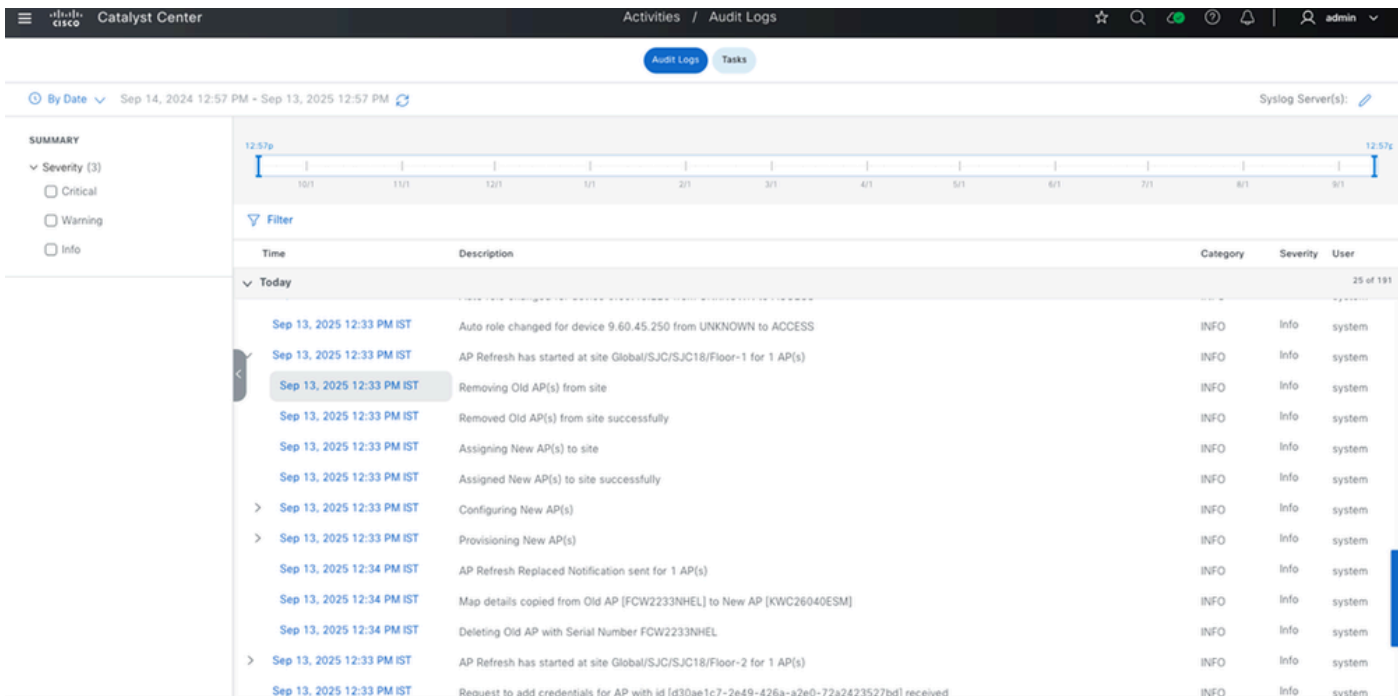 CISCO Catalyst Center Activities / Audit Logs admin
Audit Logs Tasks
By Date Sep 14, 2024 12:57 PM - Sep 13, 2025 12:57 PM Syslog Server(s):
SUMMARY
Severity (3)
Critical
Warning
Info
12:57p 12:57p
10/1 11/1 12/1 1/1 2/1 3/1 4/1 5/1 6/1 7/1 8/1 9/1
Filter
Time Description Category Severity User
Today 25 of 191
Sep 13, 2025 12:33 PM IST Auto role changed for device 9.60.45.250 from UNKNOWN to ACCESS INFO Info system
Sep 13, 2025 12:33 PM IST AP Refresh has started at site Global/SJC/SJC18/Floor-1 for 1 AP(s) INFO Info system
Sep 13, 2025 12:33 PM IST Removing Old AP(s) from site INFO Info system
Sep 13, 2025 12:33 PM IST Removed Old AP(s) from site successfully INFO Info system
Sep 13, 2025 12:33 PM IST Assigning New AP(s) to site INFO Info system
Sep 13, 2025 12:33 PM IST Assigned New AP(s) to site successfully INFO Info system
Sep 13, 2025 12:33 PM IST Configuring New AP(s) INFO Info system
Sep 13, 2025 12:33 PM IST Provisioning New AP(s) INFO Info system
Sep 13, 2025 12:34 PM IST AP Refresh Replaced Notification sent for 1 AP(s) INFO Info system
Sep 13, 2025 12:34 PM IST Map details copied from Old AP [FCW2233NHEL] to New AP [KWC26040ESM] INFO Info system
Sep 13, 2025 12:34 PM IST Deleting Old AP with Serial Number FCW2233NHEL INFO Info system
Sep 13, 2025 12:33 PM IST AP Refresh has started at site Global/SJC/SJC18/Floor-2 for 1 AP(s) INFO Info system
Sep 13, 2025 12:33 PM IST Request to add credentials for AP with id [d30ae1c7-2e49-426a-a2e0-72a2423527bd] received INFO Info system